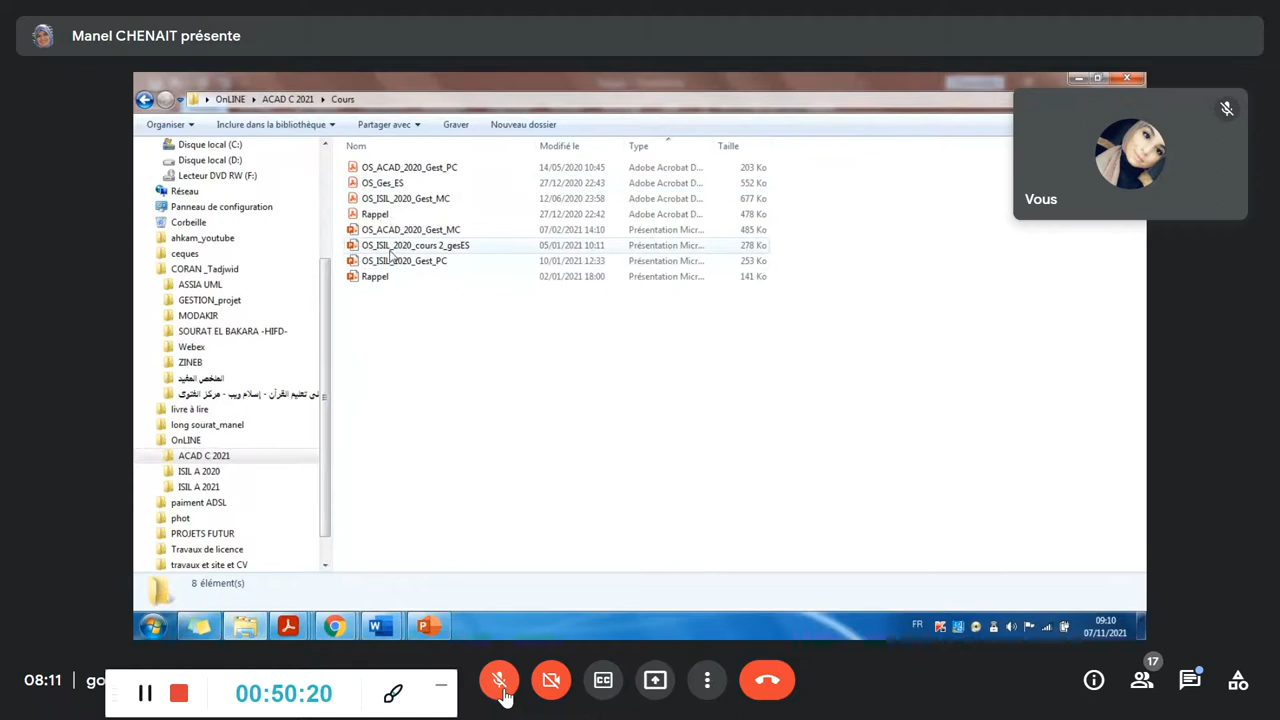 Manel CHENAIT présente
OnLINE ACAD C 2021 Cours
Organiser Inclure dans la bibliothèque Partager avec Graver Nouveau dossier
Vous
Disque local (C:)
Disque local (D:)
Lecteur DVD RW (F:)
Réseau
Panneau de configuration
Corbeille
ahkam_youtube
ceques
CORAN _Tadjwid
ASSIA UML
GESTION_projet
MODAKIR
SOURAT EL BAKARA -HIFD-
Webex
ZINEB
الملخص المفيد
في تعليم القرآن - إسلام ويب - مركز الفتوى
livre à lire
long sourat_manel
OnLINE
ACAD C 2021
ISIL A 2020
ISIL A 2021
paiment ADSL
phot
PROJETS FUTUR
Travaux de licence
travaux et site et CV
Nom Modifié le Type Taille
OS_ACAD_2020_Gest_PC 14/05/2020 10:45 Adobe Acrobat D... 203 Ko
OS_Ges_ES 27/12/2020 22:43 Adobe Acrobat D... 552 Ko
OS_ISIL_2020_Gest_MC 12/06/2020 23:58 Adobe Acrobat D... 677 Ko
Rappel 27/12/2020 22:42 Adobe Acrobat D... 478 Ko
OS_ACAD_2020_Gest_MC 07/02/2021 14:10 Présentation Micr... 485 Ko
OS_ISIL_2020_cours 2_gesES 05/01/2021 10:11 Présentation Micr... 278 Ko
OS_ISIL_2020_Gest_PC 10/01/2021 12:33 Présentation Micr... 253 Ko
Rappel 02/01/2021 18:00 Présentation Micr... 141 Ko
8 élément(s)
FR
09:10
07/11/2021
08:11 go
00:50:20
17